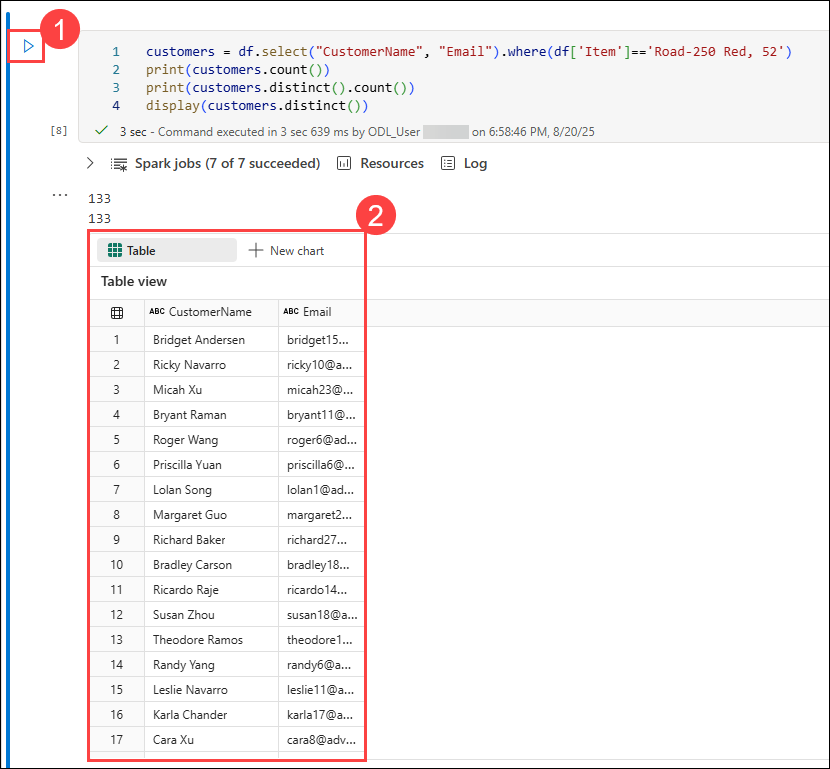 1
1 customers = df.select("CustomerName", "Email").where(df['Item']=='Road-250 Red, 52')
2 print(customers.count())
3 print(customers.distinct().count())
4 display(customers.distinct())
[8] 3 sec - Command executed in 3 sec 639 ms by ODL_User on 6:58:46 PM, 8/20/25
Spark jobs (7 of 7 succeeded) Resources Log
... 133
133
2
Table New chart
Table view
ABC CustomerName ABC Email
1 Bridget Andersen bridget15...
2 Ricky Navarro ricky10@a...
3 Micah Xu micah23@...
4 Bryant Raman bryant11@...
5 Roger Wang roger6@ad...
6 Priscilla Yuan priscilla6@...
7 Lolan Song lolan1@ad...
8 Margaret Guo margaret2...
9 Richard Baker richard27...
10 Bradley Carson bradley18...
11 Ricardo Raje ricardo14...
12 Susan Zhou susan18@a...
13 Theodore Ramos theodore1...
14 Randy Yang randy6@a...
15 Leslie Navarro leslie11@a...
16 Karla Chander karla17@a...
17 Cara Xu cara8@adv...